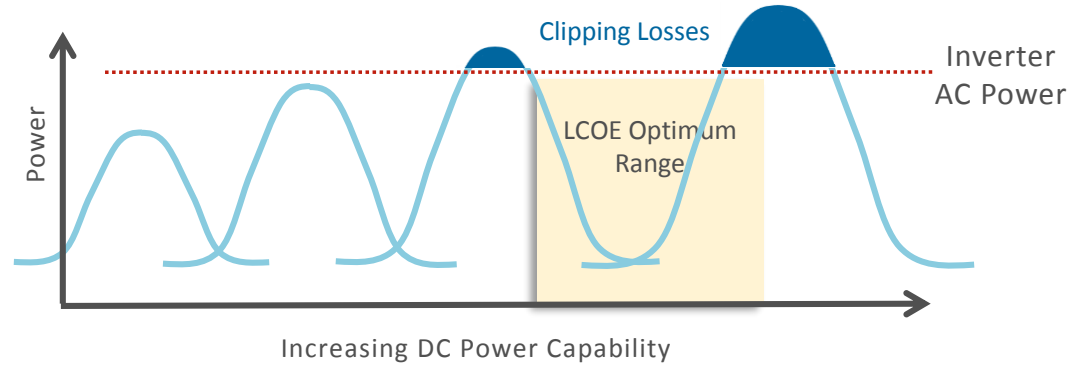 Clipping Losses
Inverter
AC Power
Power
LCOE Optimum
Range
Increasing DC Power Capability